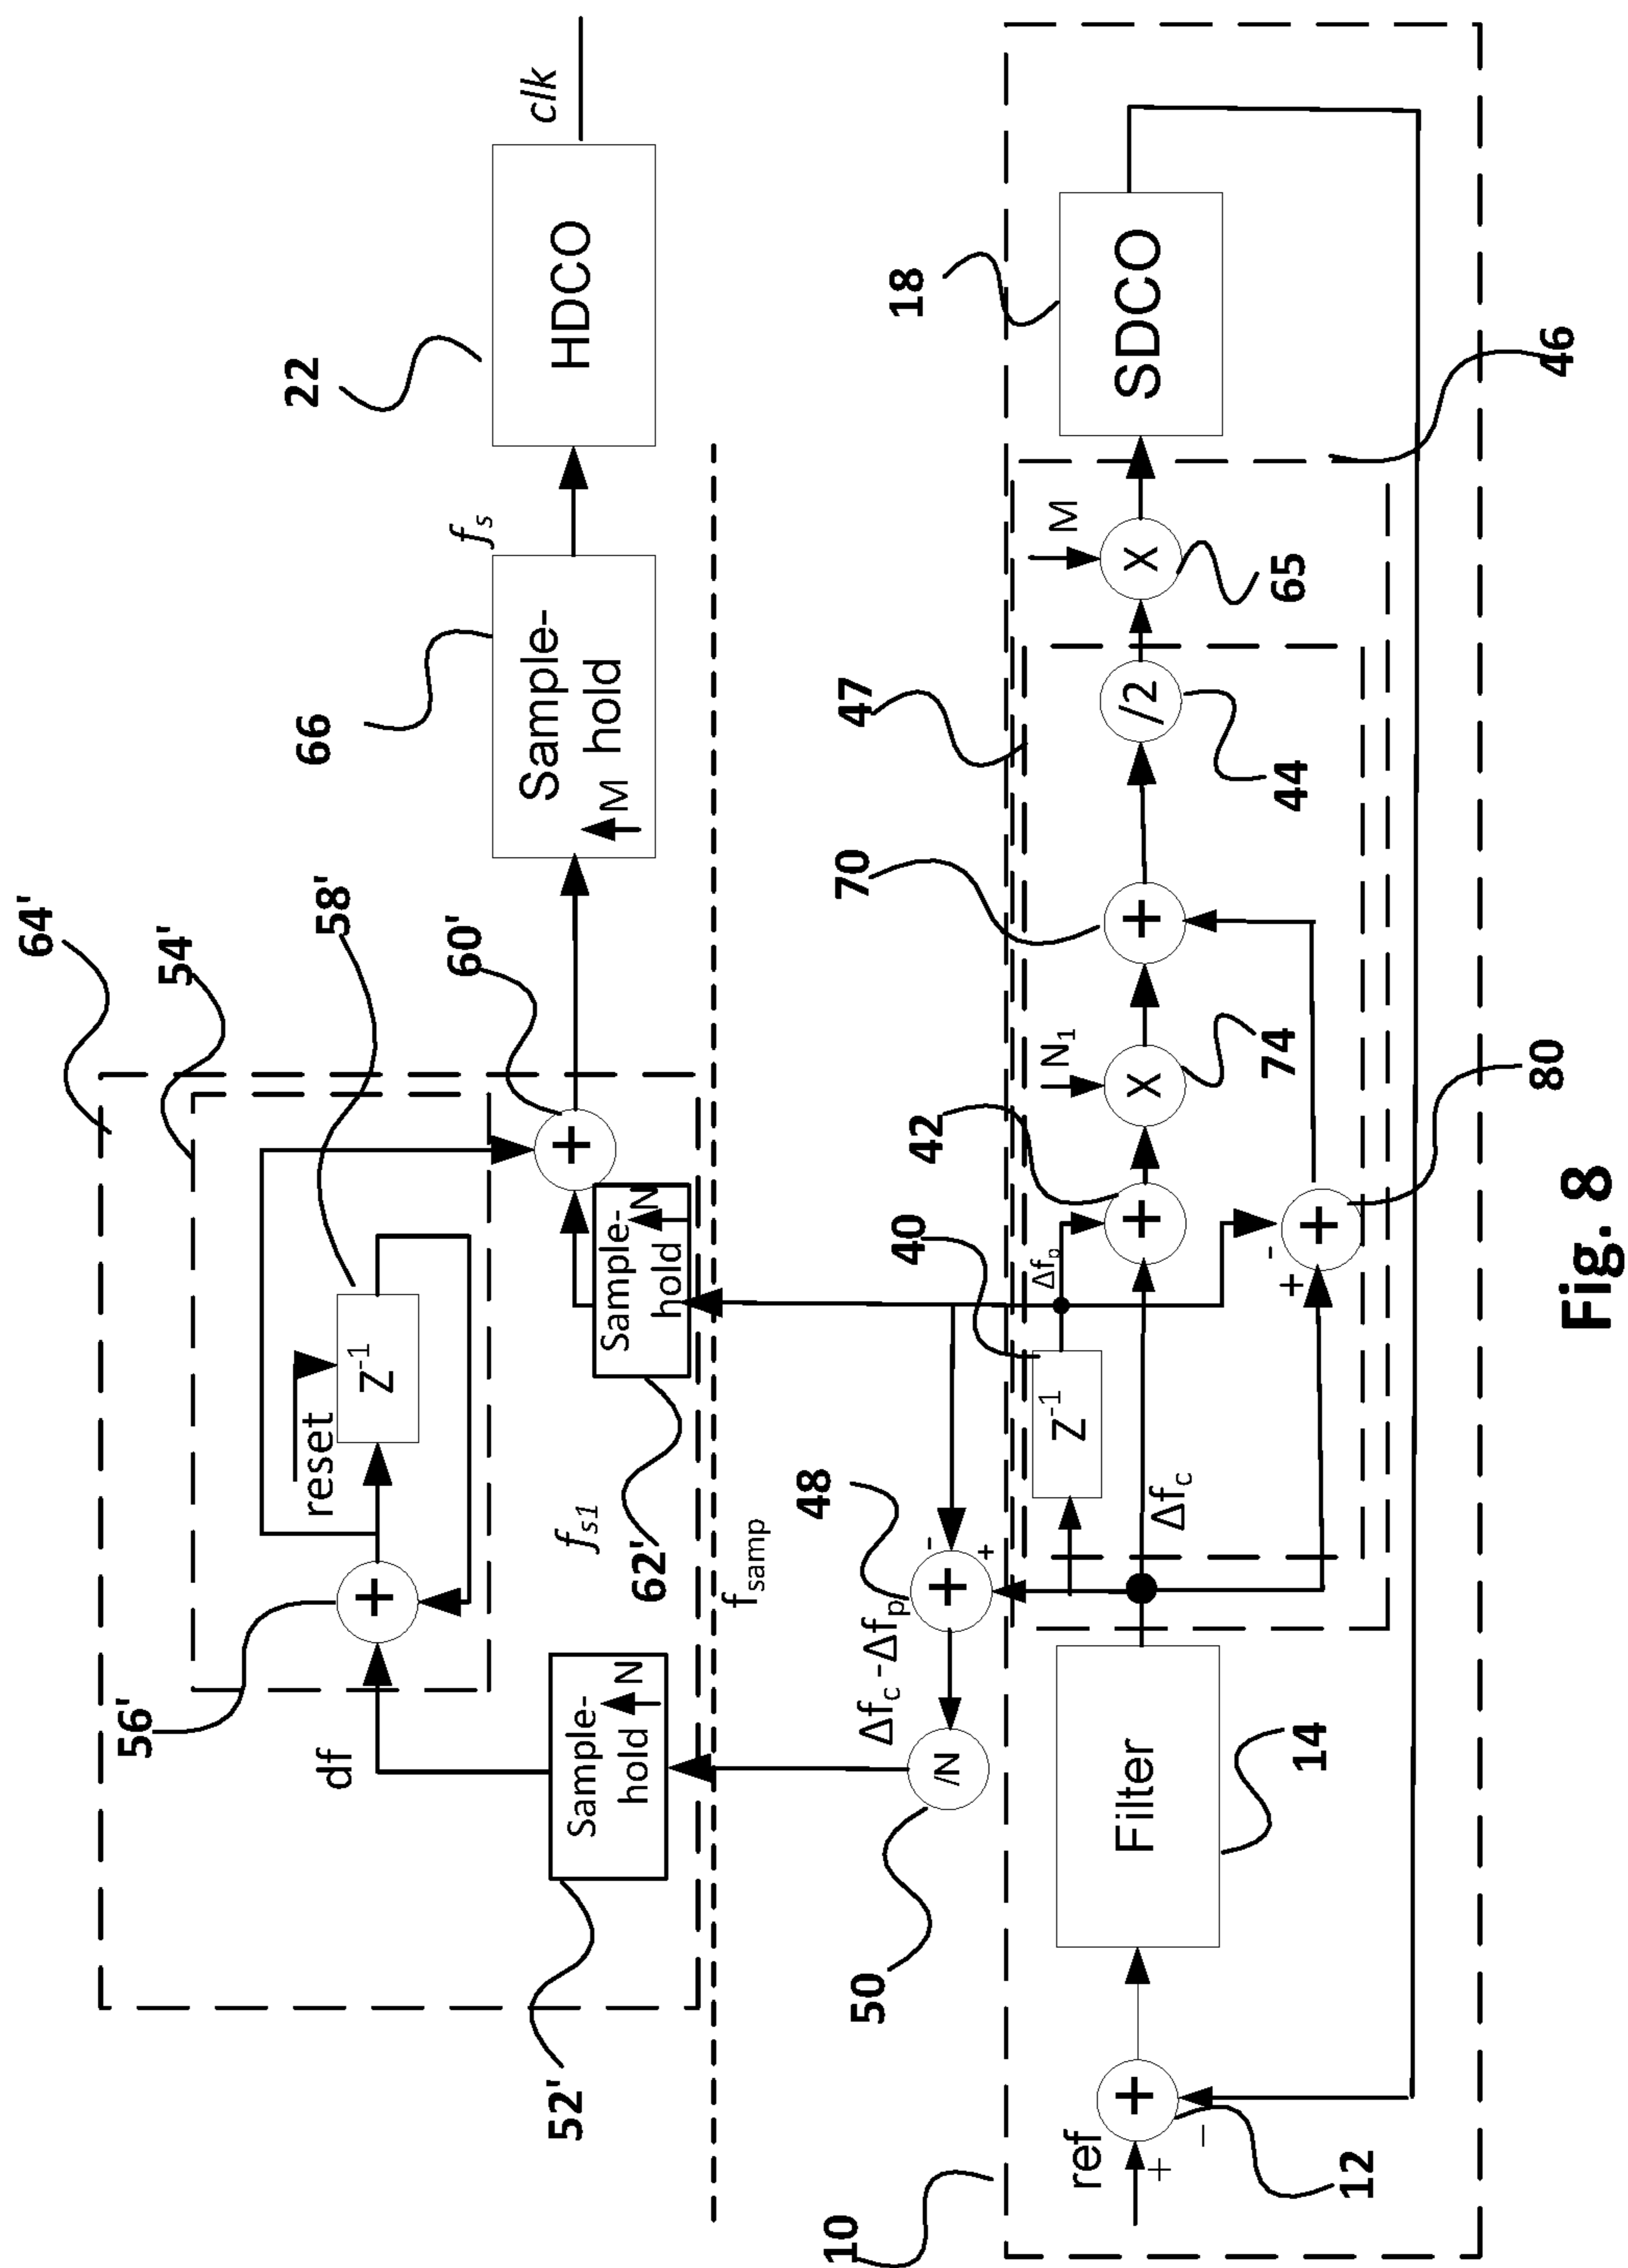 64'
54'
58'
reset
Z⁻¹
+
56'
df
60'
+
Sample-
hold
N
62'
f_s1
Sample-
hold
N
52'
f_samp
66
Sample-
hold
M
f_s
22
HDCO
clk
10
ref
+
-
+
12
Filter
14
50
/N
Δf_c -Δf_p
48
-
+
+
Δf_c
Z⁻¹
40
Δf_p
42
+
N₁
X
74
70
+
-
+
+
80
47
/2
44
M
X
65
18
SDCO
46
Fig. 8